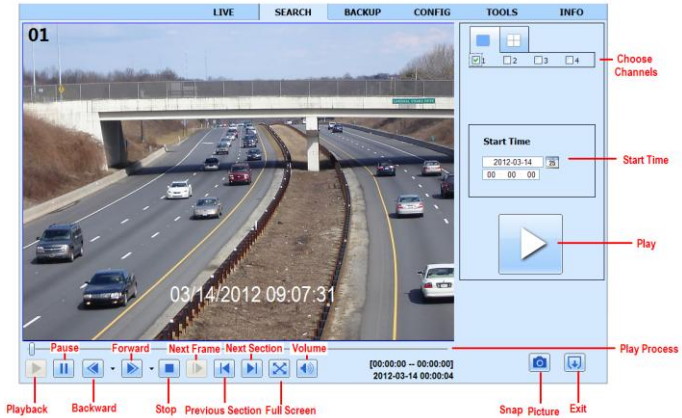 LIVE SEARCH BACKUP CONFIG TOOLS INFO
01
1 2 3 4
Choose
Channels
Start Time
2012-03-14 25
00 00 00
Start Time
Play
03/14/2012 09:07:31
Play Process
Pause Forward Next Frame Next Section Volume
[00:00:00 -- 00:00:00]
2012-03-14 00:00:04
Playback Backward Stop Previous Section Full Screen Snap Picture Exit